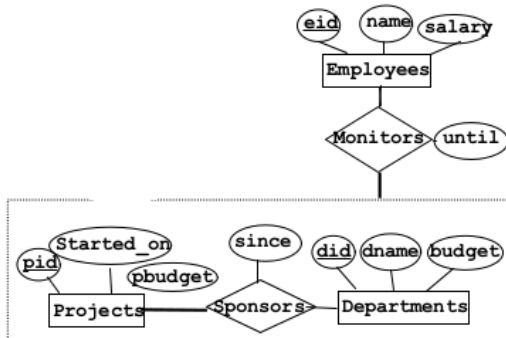 eid name salary
Employees
Monitors until
Started_on since did dname budget
pid pbudget
Projects Sponsors Departments